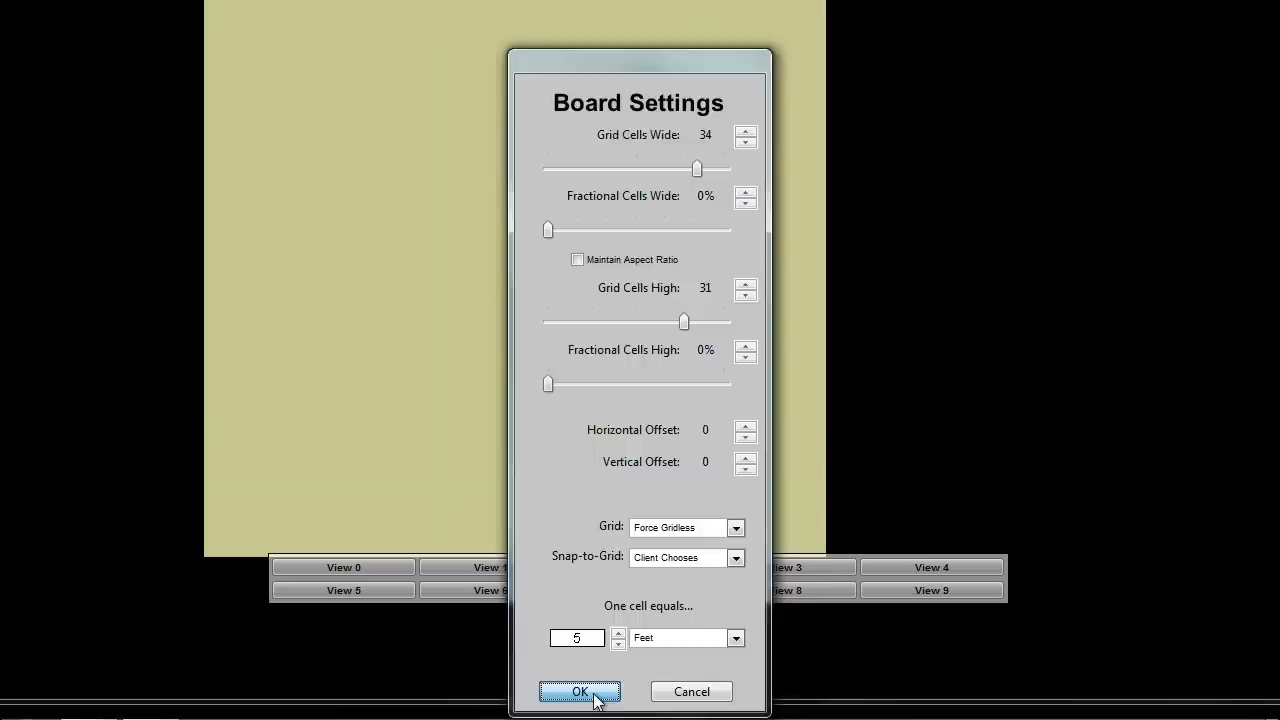 Board Settings
Grid Cells Wide: 34
Fractional Cells Wide: 0%
Maintain Aspect Ratio
Grid Cells High: 31
Fractional Cells High: 0%
Horizontal Offset: 0
Vertical Offset: 0
Grid: Force Gridless
Snap-to-Grid: Client Chooses
View 0 View View 4
View 5 View View 9
One cell equals...
5 Feet
OK Cancel